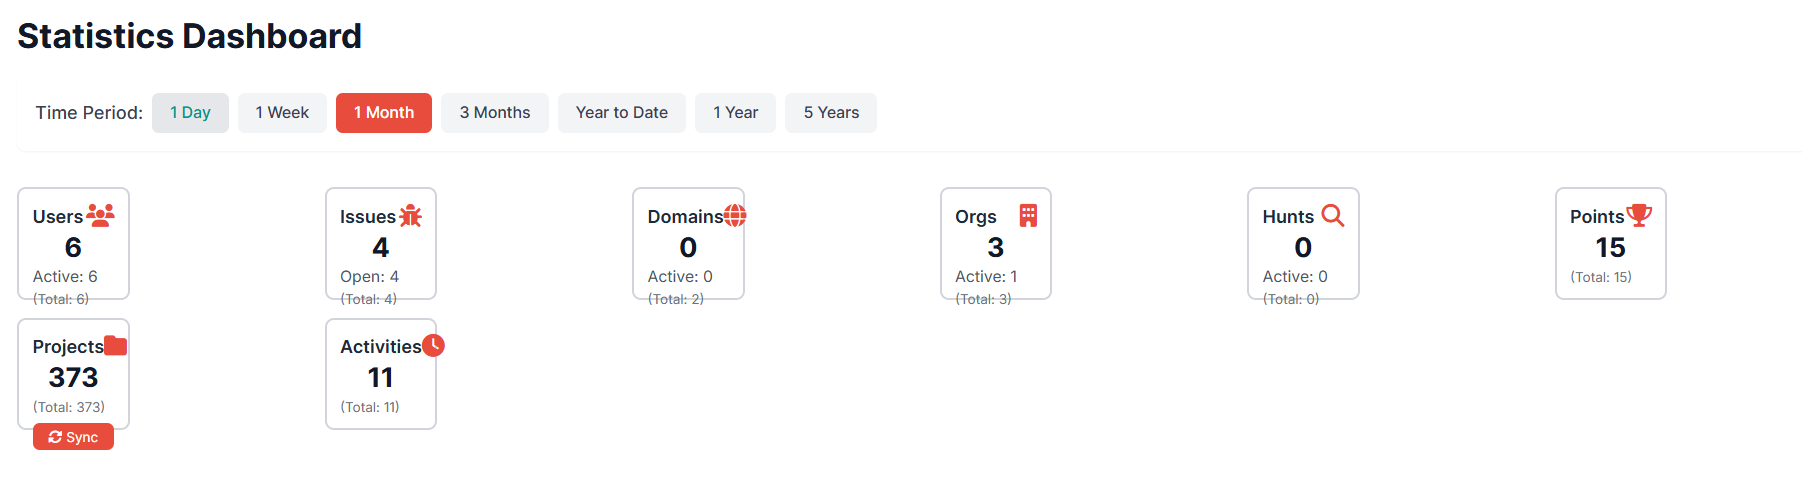 Statistics Dashboard
Time Period: 1 Day 1 Week 1 Month 3 Months Year to Date 1 Year 5 Years
Users
6
Active: 6
(Total: 6)
Issues
4
Open: 4
(Total: 4)
Domains
0
Active: 0
(Total: 2)
Orgs
3
Active: 1
(Total: 3)
Hunts
0
Active: 0
(Total: 0)
Points
15
(Total: 15)
Projects
373
(Total: 373)
Sync
Activities
11
(Total: 11)